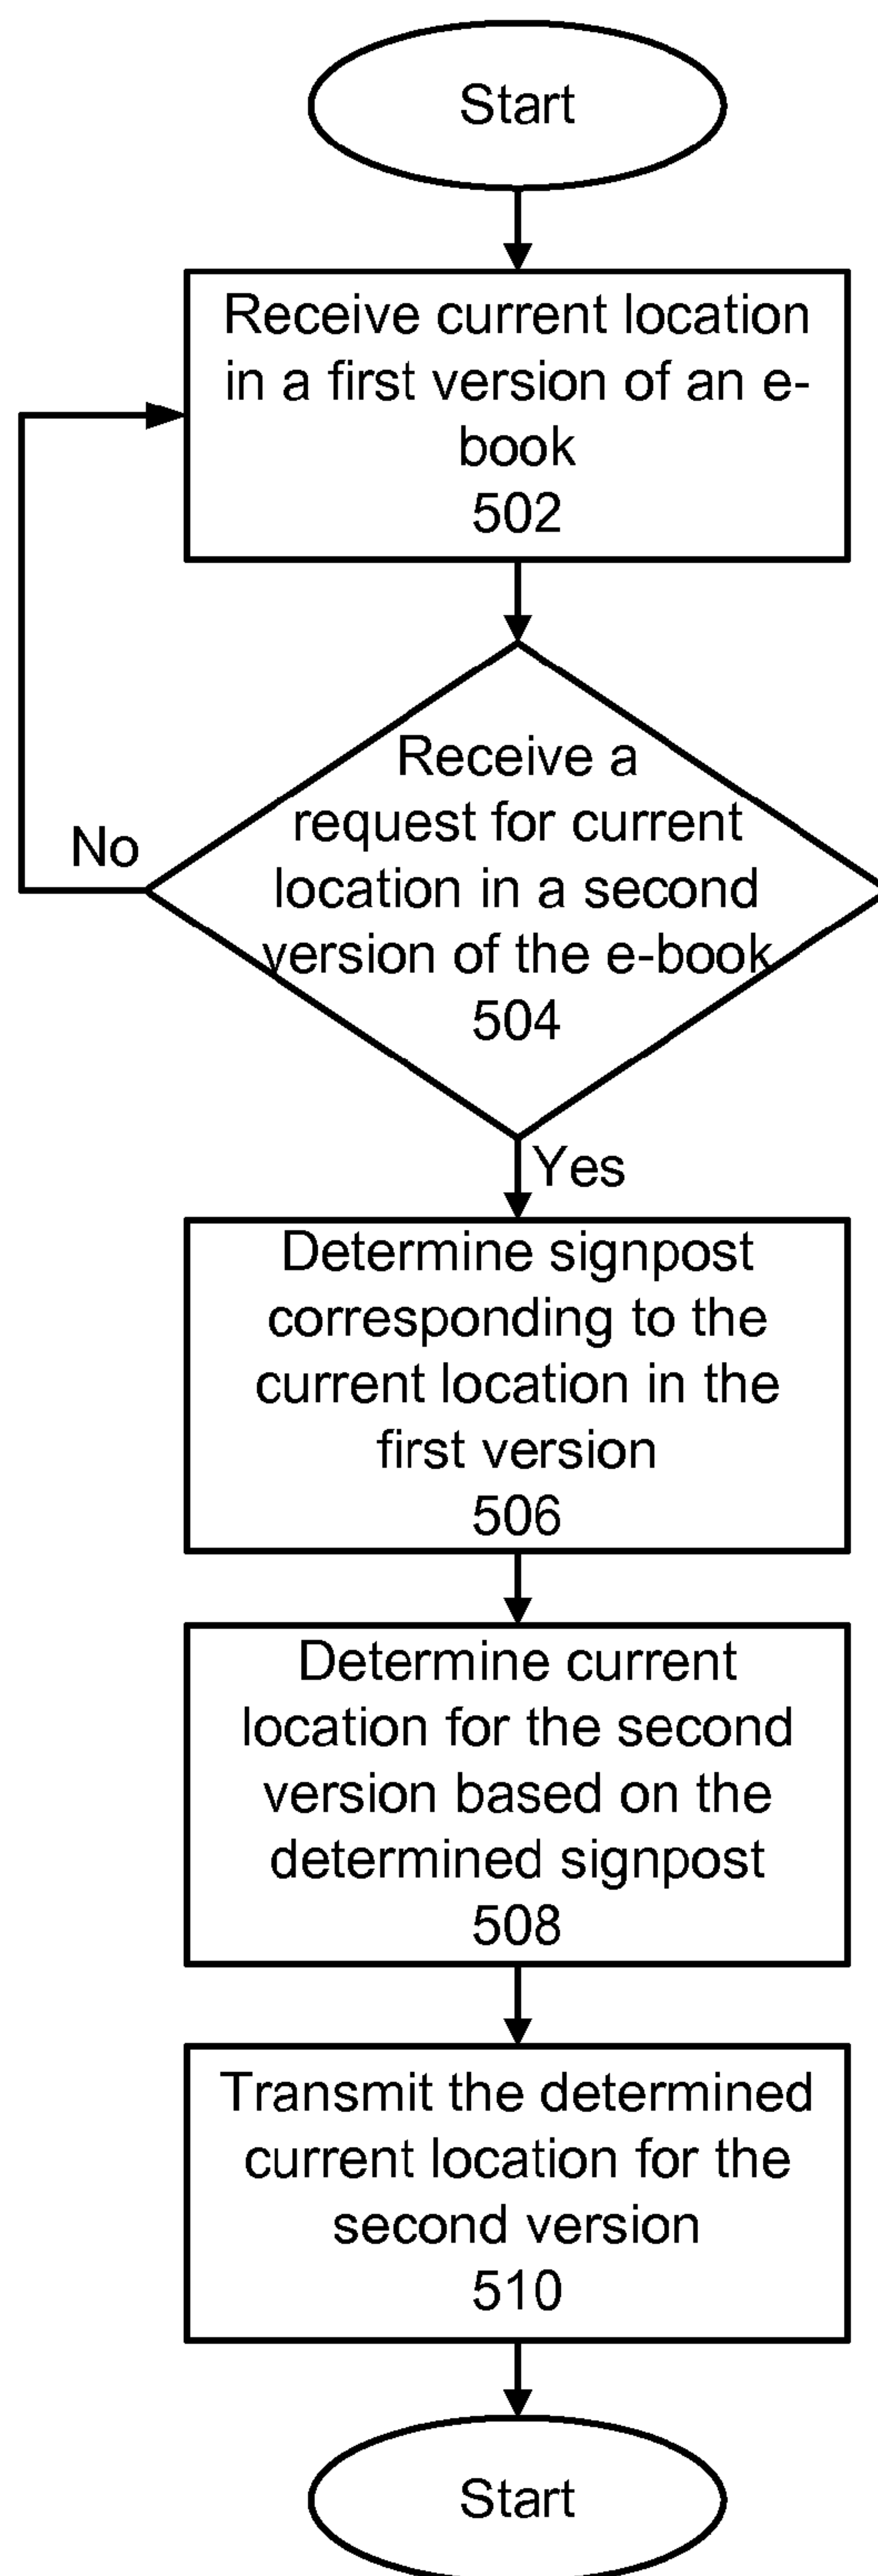 Start
Receive current location
in a first version of an e-
book
502
Receive a
request for current
location in a second
version of the e-book
504
No
Yes
Determine signpost
corresponding to the
current location in the
first version
506
Determine current
location for the second
version based on the
determined signpost
508
Transmit the determined
current location for the
second version
510
Start